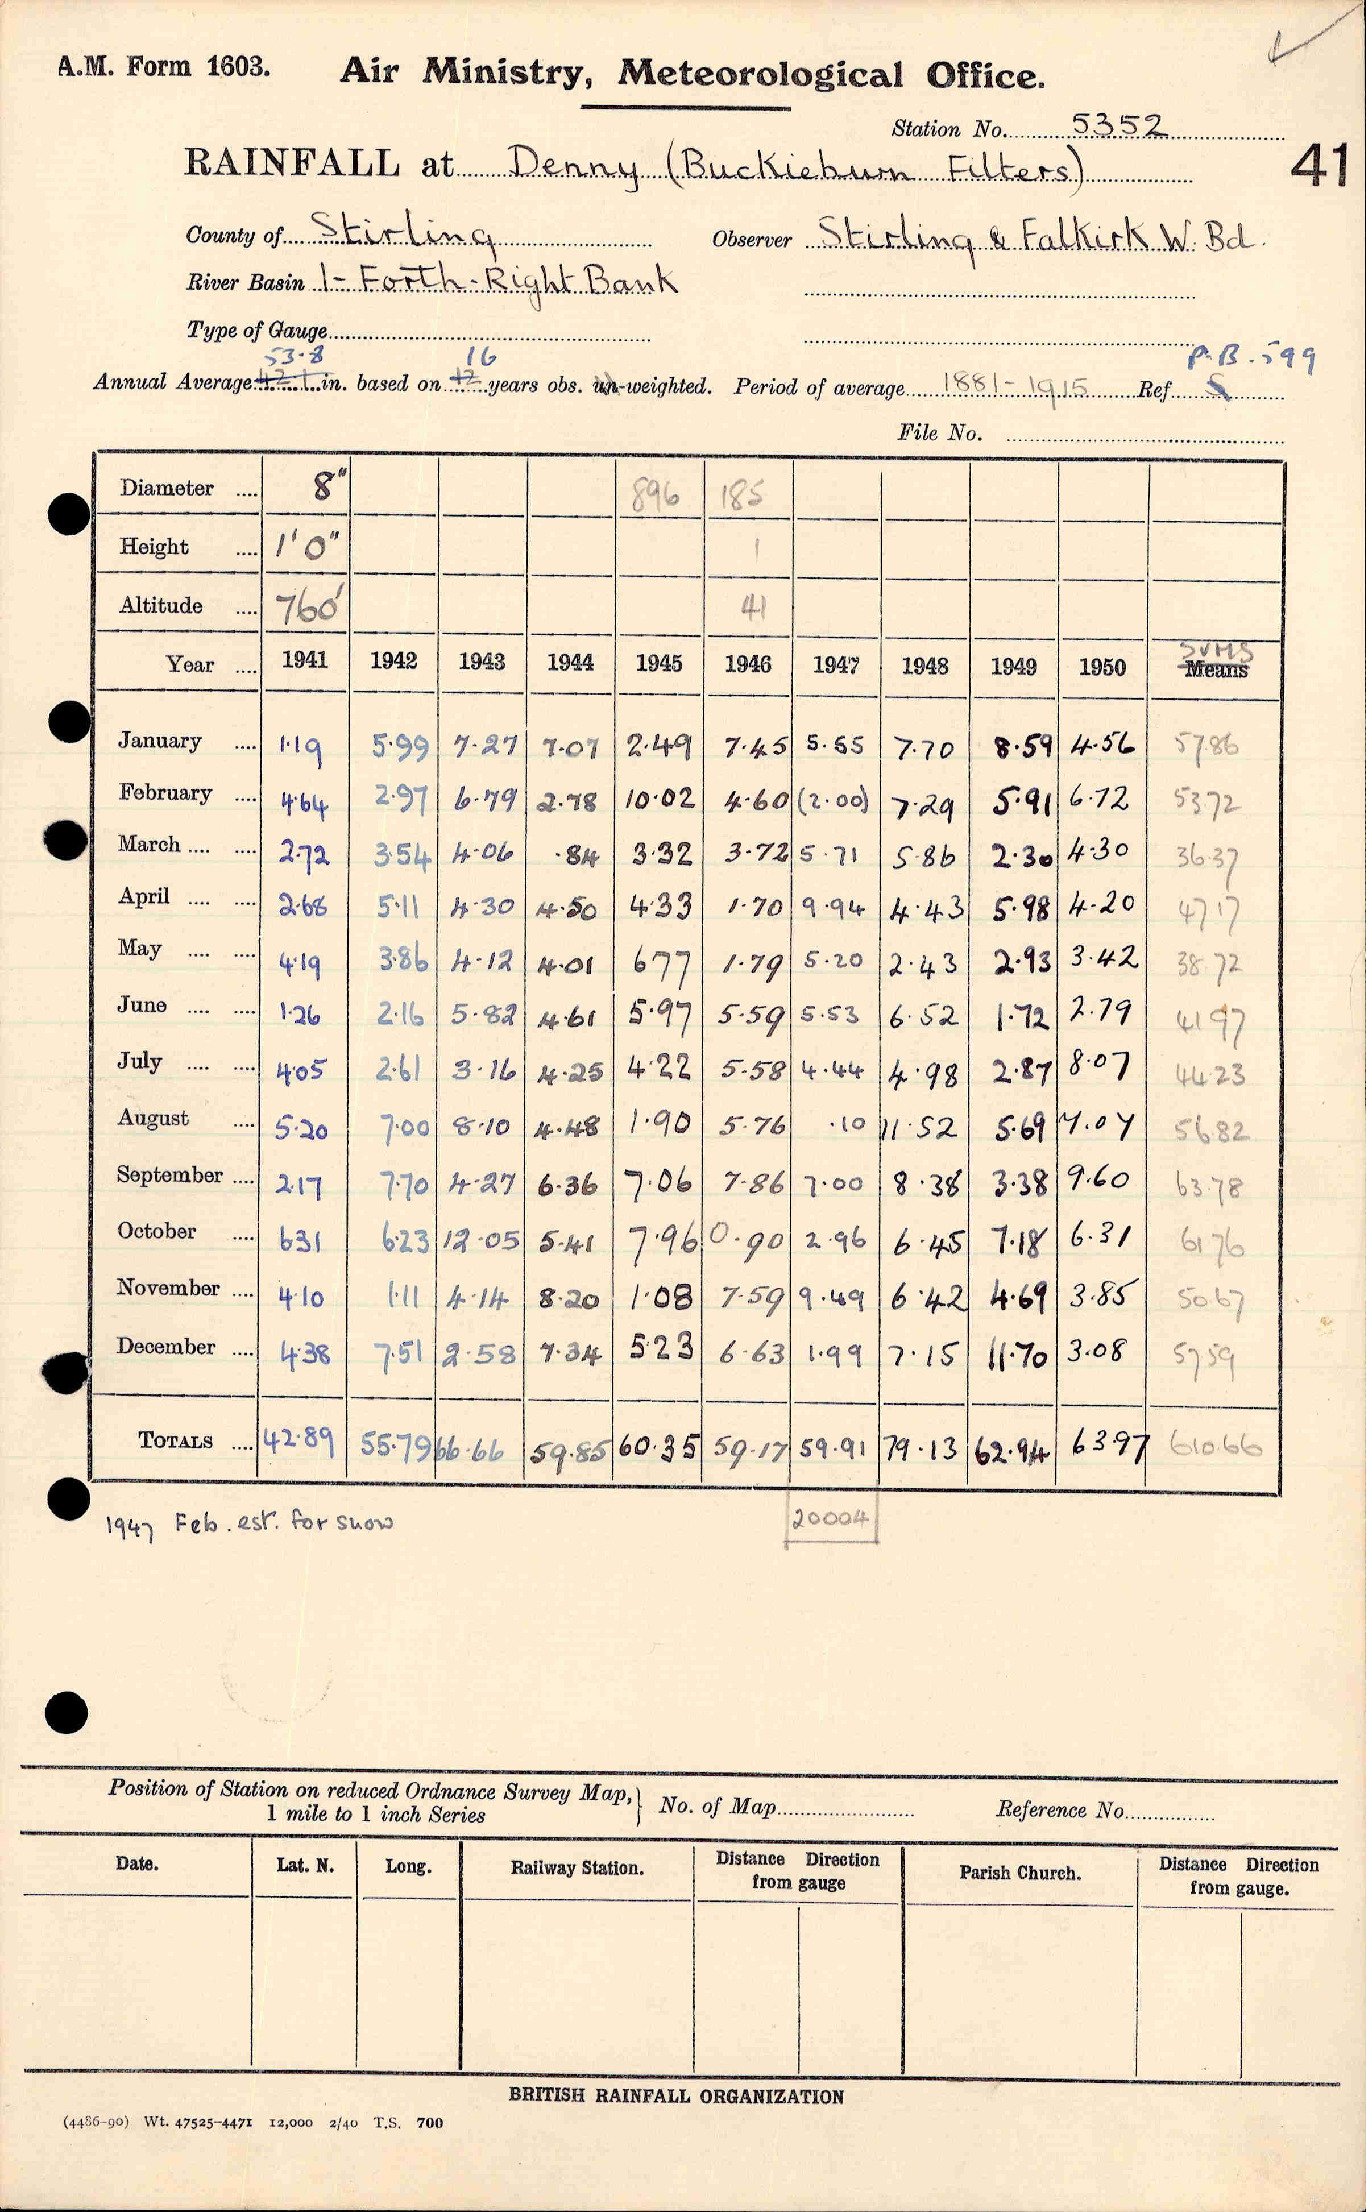 A.M. Form 1603. Air Ministry, Meteorological Office.
Station No. 5352
RAINFALL at Denny (Buckieburn Filters) 41
County of Stirling Observer Stirling & Falkirk W. Bd.
River Basin 1- Forth-Right Bank
Type of Gauge
53.8 16 P.B. 599
Annual Average 42.1 in. based on 12 years obs. un-weighted. Period of average 1881-1915 Ref. S
File No.
Diameter .... 8" 896 185
Height .... 1'0" 1
Altitude .... 760' 41
SUMS
Year .... 1941 1942 1943 1944 1945 1946 1947 1948 1949 1950 Means
January .... 1.19 5.99 7.27 7.07 2.49 7.45 5.55 7.70 8.59 4.56 57.86
February .... 4.64 2.97 6.79 2.78 10.02 4.60 (2.00) 7.29 5.91 6.72 53.72
March .... .... 2.72 3.54 4.06 .84 3.32 3.72 5.71 5.86 2.30 4.30 36.37
April .... .... 2.68 5.11 4.30 4.50 4.33 1.70 9.94 4.43 5.98 4.20 47.17
May .... .... 4.19 3.86 4.12 4.01 6.77 1.79 5.20 2.43 2.93 3.42 38.72
June .... .... 1.26 2.16 5.82 4.61 5.97 5.59 5.53 6.52 1.72 2.79 41.97
July .... .... 4.05 2.61 3.16 4.25 4.22 5.58 4.44 4.98 2.87 8.07 44.23
August .... 5.20 7.00 8.10 4.48 1.90 5.76 .10 11.52 5.69 7.07 56.82
September .... 2.17 7.70 4.27 6.36 7.06 7.86 7.00 8.38 3.38 9.60 63.78
October .... 6.31 6.23 12.05 5.41 7.96 0.90 2.96 6.45 7.18 6.31 61.76
November .... 4.10 1.11 4.14 8.20 1.08 7.59 9.49 6.42 4.69 3.85 50.67
December .... 4.38 7.51 2.58 7.34 5.23 6.63 1.99 7.15 11.70 3.08 57.59
TOTALS .... 42.89 55.79 66.66 59.85 60.35 59.17 59.91 79.13 62.94 63.97 610.66
1947 Feb. est. for snow 20004
Position of Station on reduced Ordnance Survey Map,
1 mile to 1 inch Series
No. of Map Reference No.
Date. Lat. N. Long. Railway Station. Distance Direction from gauge Parish Church. Distance Direction from gauge.
BRITISH RAINFALL ORGANIZATION
(4486-90) Wt. 47525-4471 12,000 2/40 T.S. 700